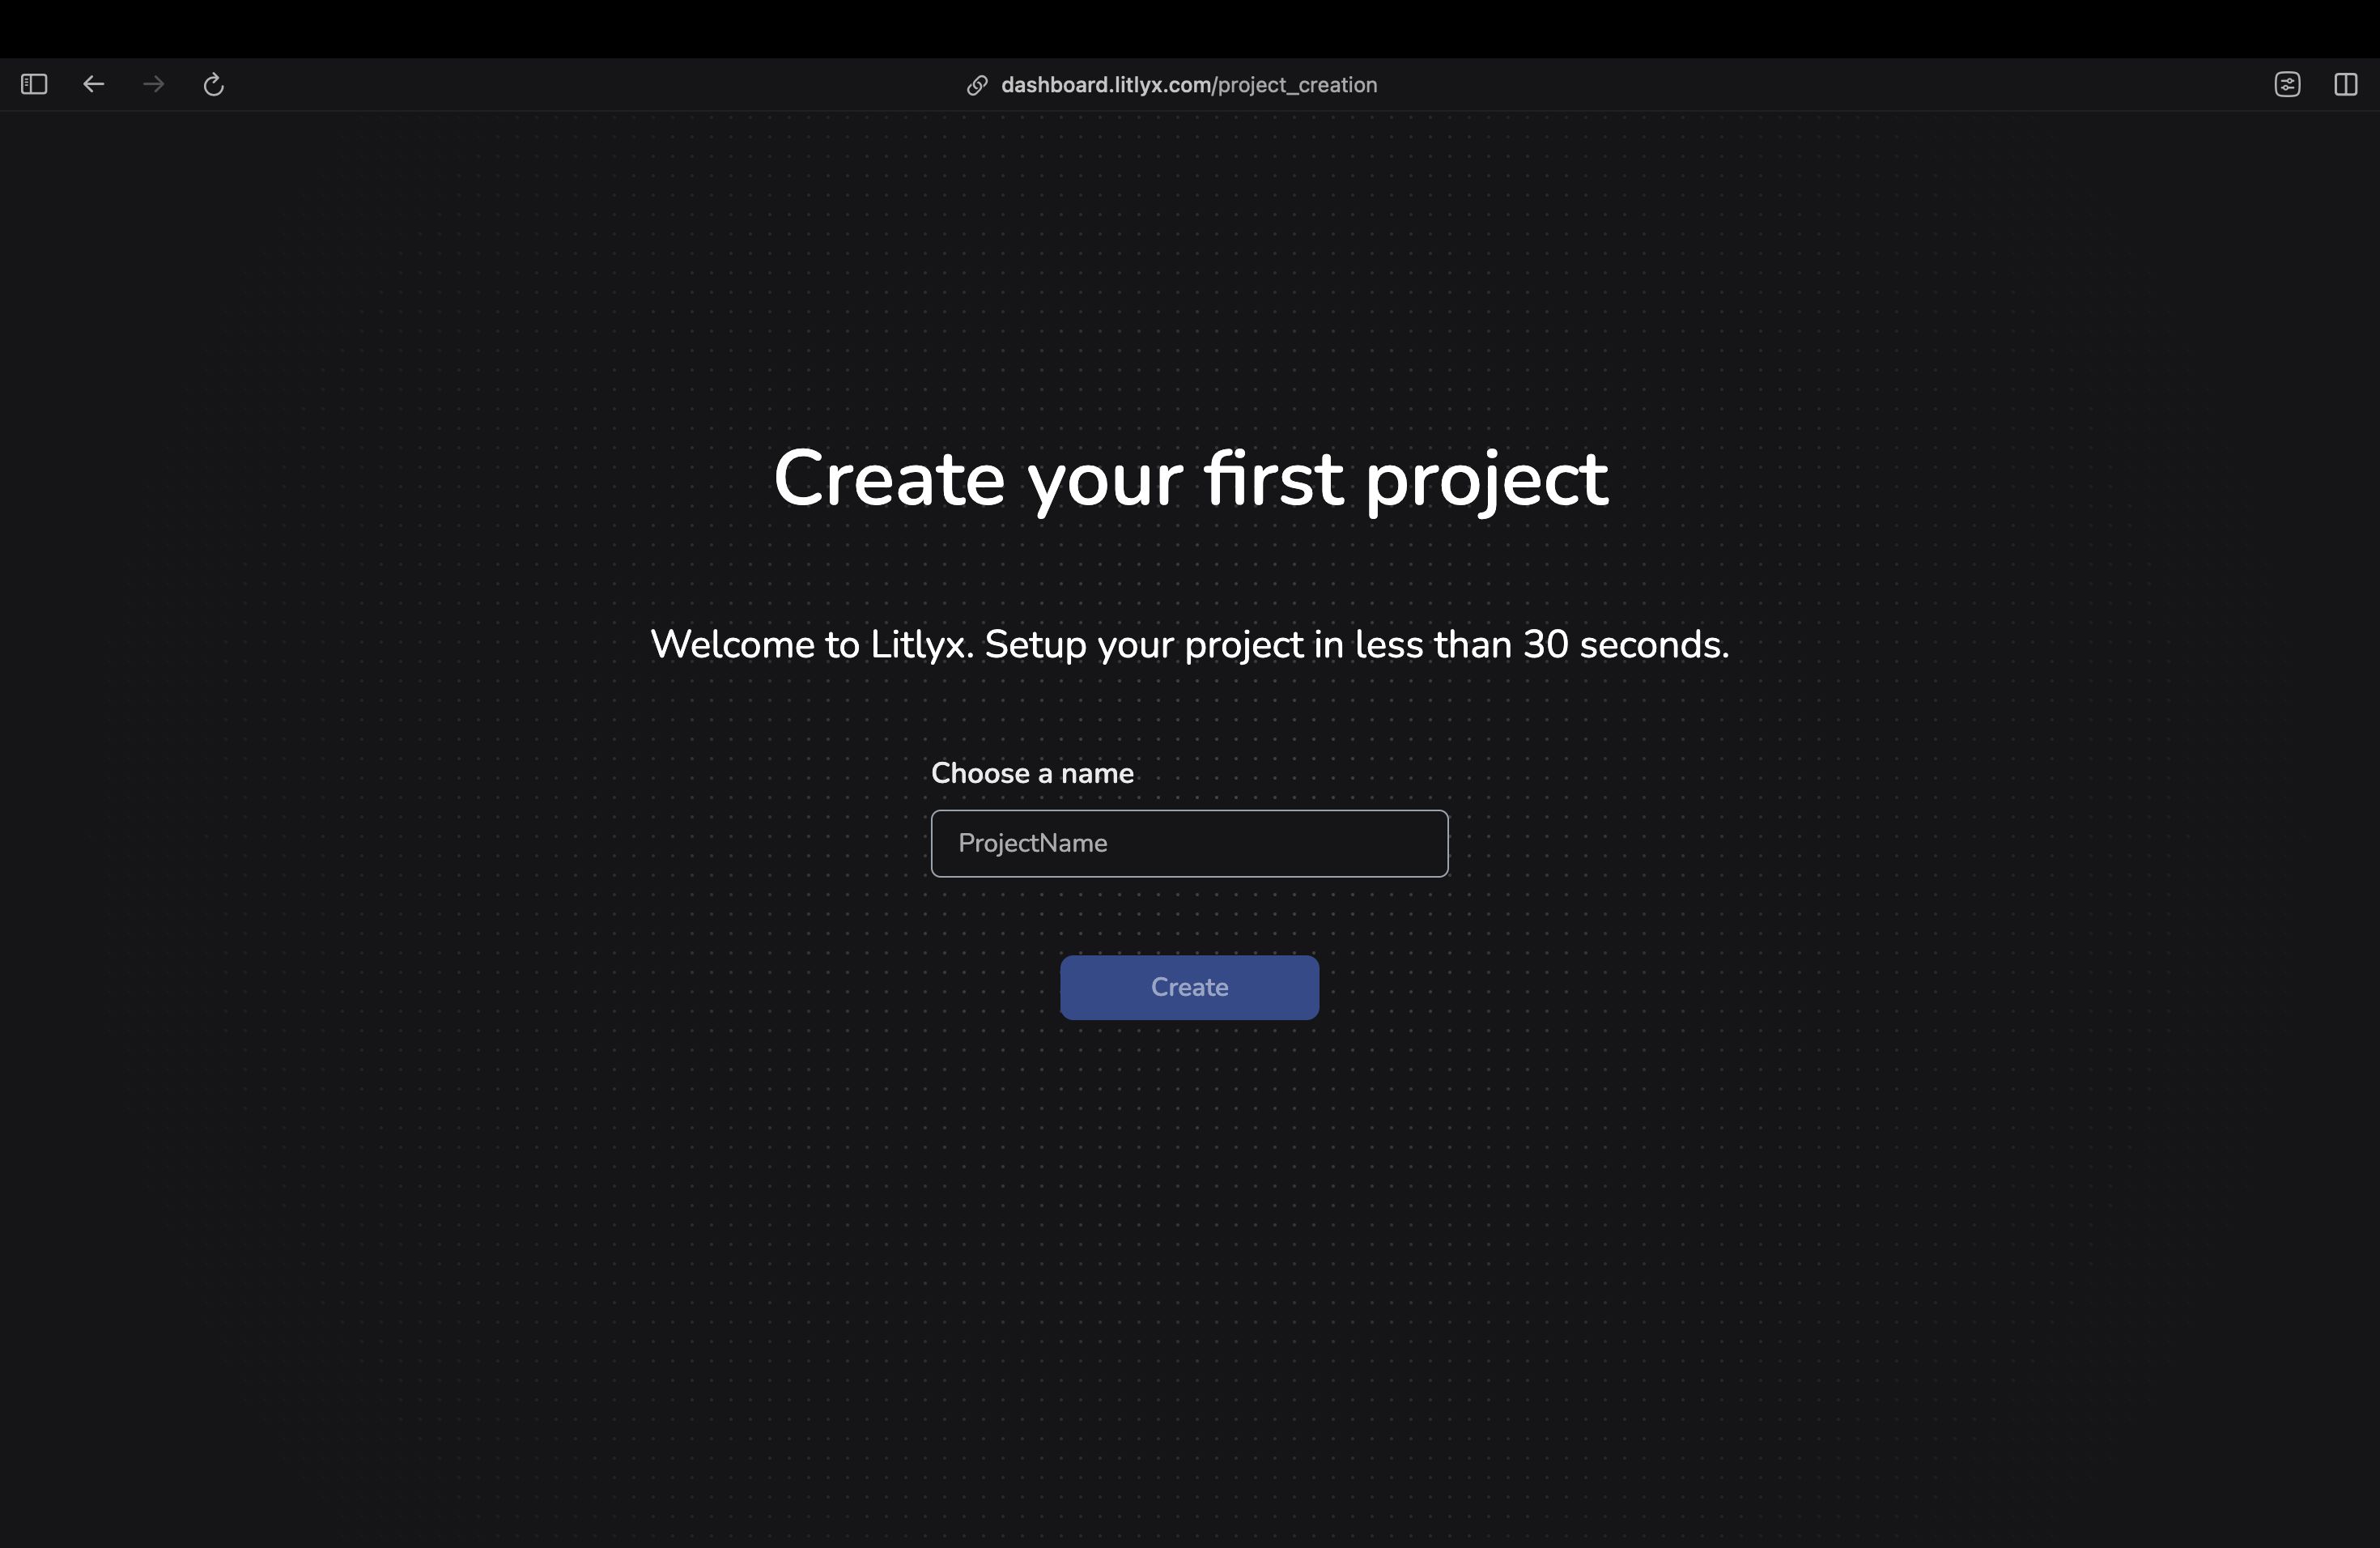 dashboard.litlyx.com/project_creation
Create your first project
Welcome to Litlyx. Setup your project in less than 30 seconds.
Choose a name
ProjectName
Create